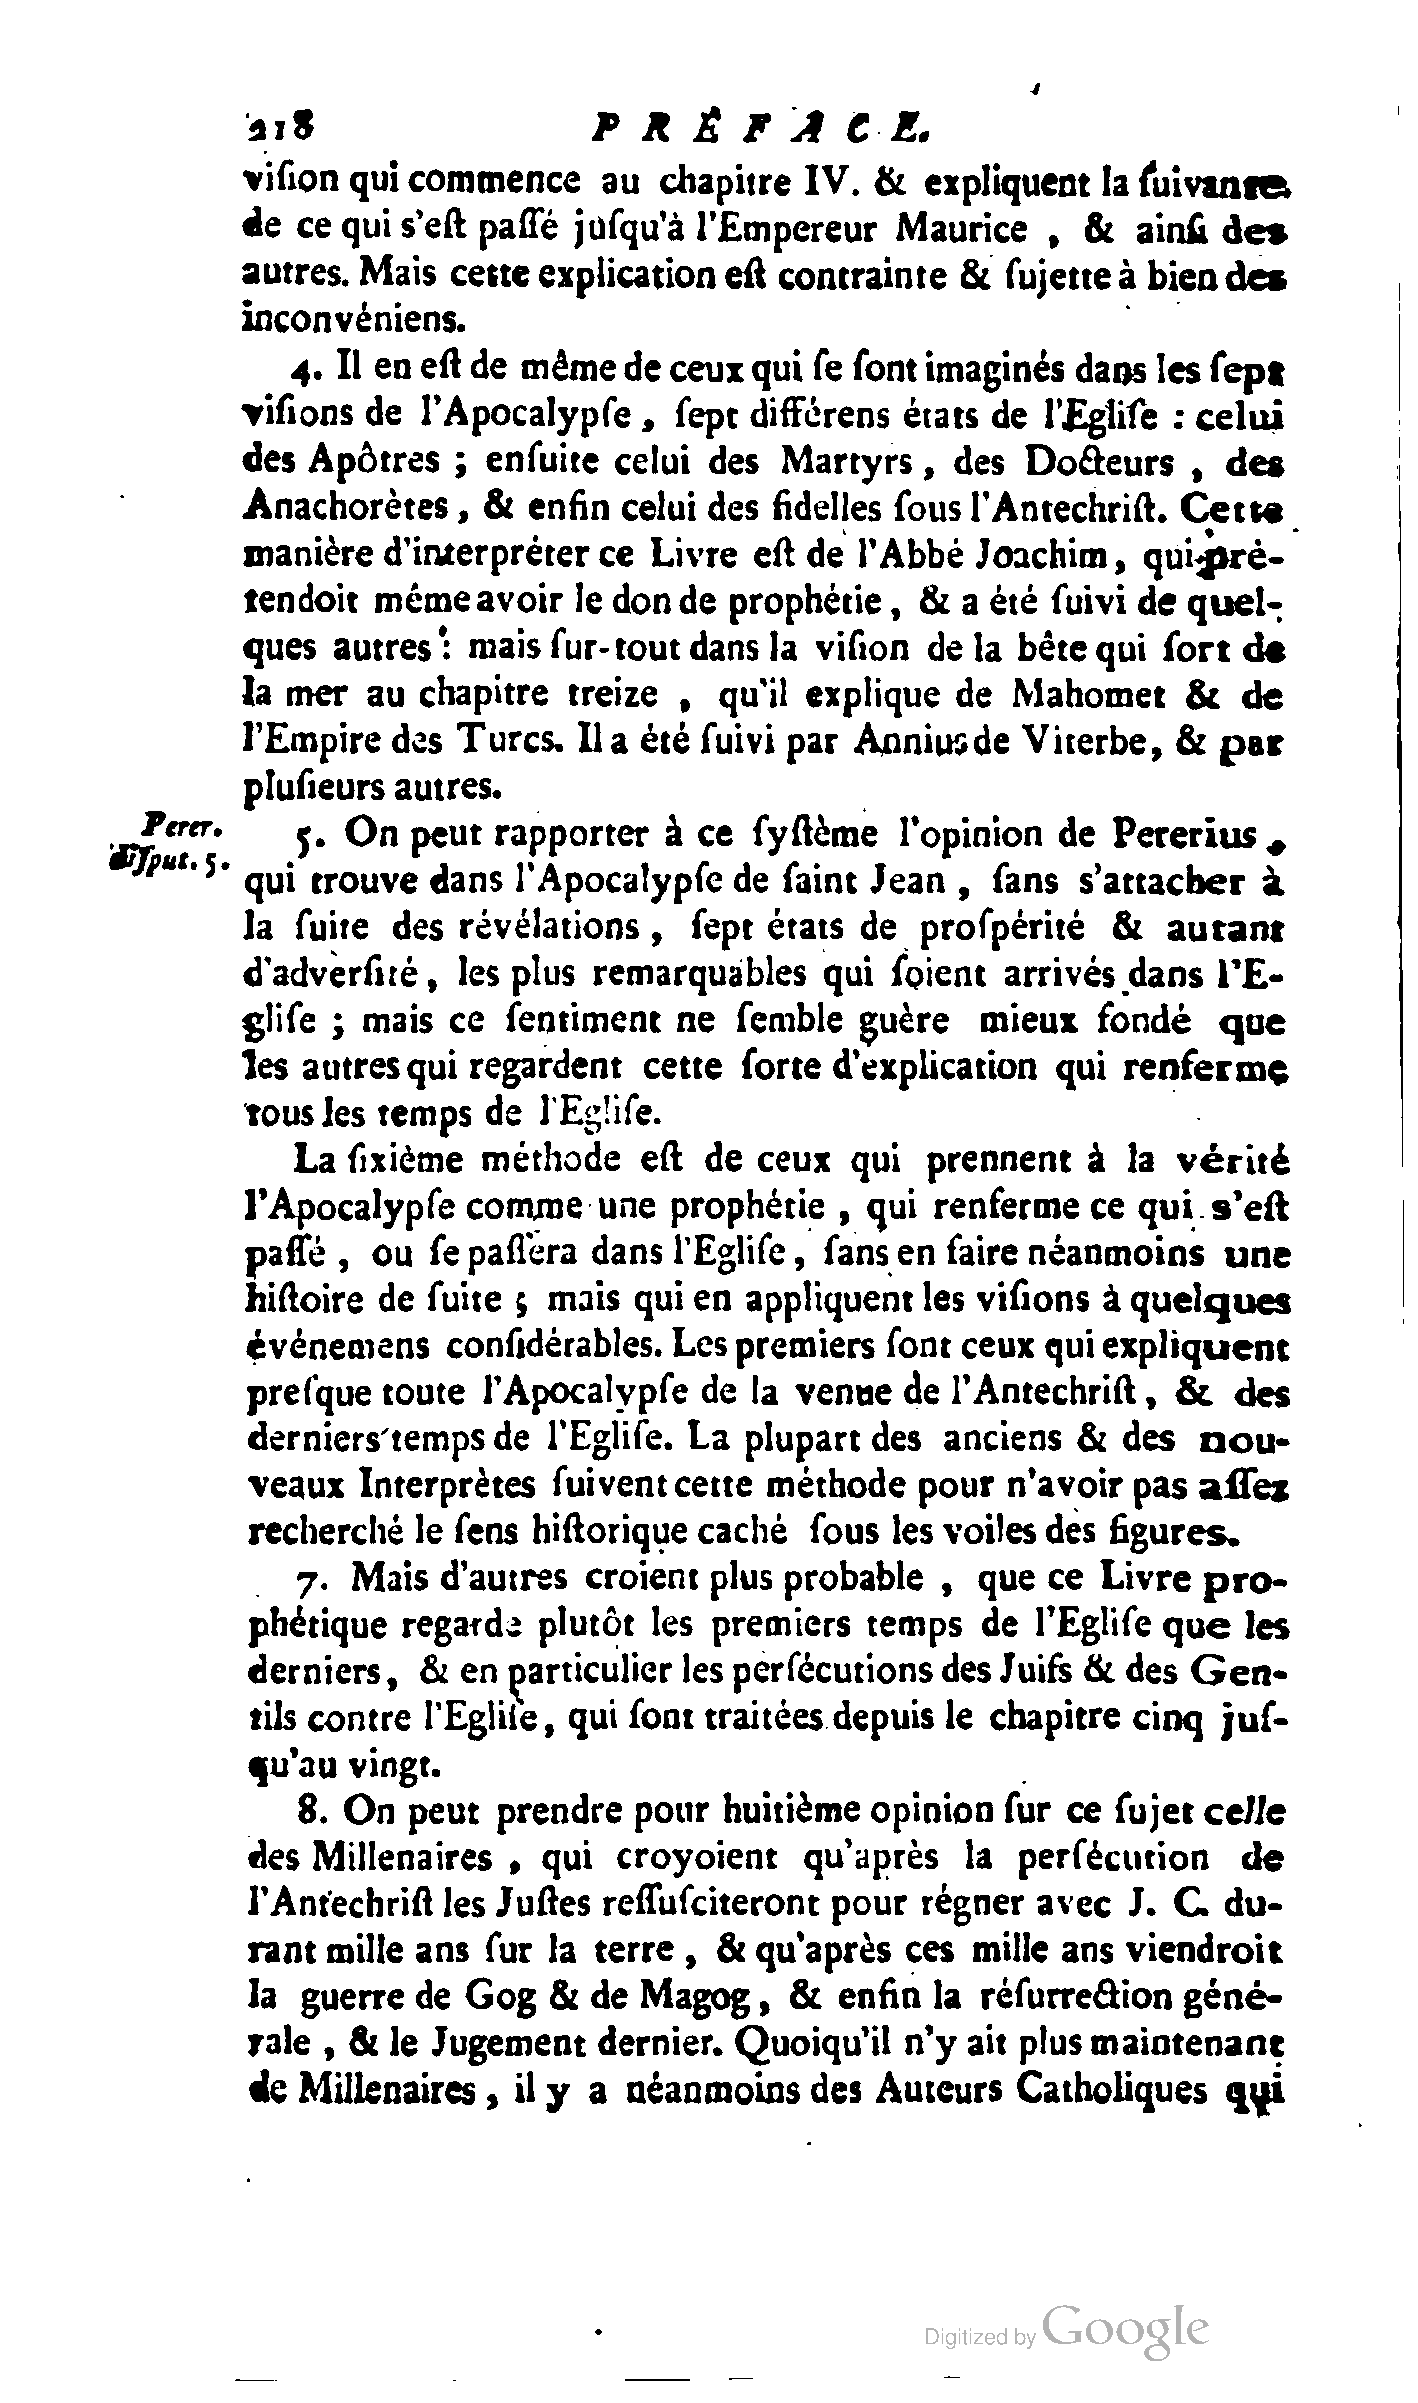 218 PRÉFACE.
viſion qui commence au chapitre IV. & expliquent la ſuivante
de ce qui s'eſt paſſé juſqu'à l'Empereur Maurice , & ainſi des
autres. Mais cette explication eſt contrainte & ſujette à bien des
inconvéniens.
4. Il en eſt de même de ceux qui ſe ſont imaginés dans les ſept
viſions de l'Apocalypſe , ſept différens états de l'Egliſe : celui
des Apôtres ; enſuite celui des Martyrs , des Docteurs , des
Anachorètes , & enfin celui des fidelles ſous l'Antechriſt. Cette
manière d'interpréter ce Livre eſt de l'Abbé Joachim , qui pré-
tendoit même avoir le don de prophétie , & a été ſuivi de quel-
ques autres : mais ſur-tout dans la viſion de la bête qui ſort de
la mer au chapitre treize , qu'il explique de Mahomet & de
l'Empire des Turcs. Il a été ſuivi par Annius de Viterbe, & par
pluſieurs autres.
Perer.
diſput. 5.
5. On peut rapporter à ce ſyſtème l'opinion de Pererius ,
qui trouve dans l'Apocalypſe de ſaint Jean , ſans s'attacher à
la ſuite des révélations , ſept états de proſpérité & autant
d'adverſité , les plus remarquables qui ſoient arrivés dans l'E-
gliſe ; mais ce ſentiment ne ſemble guère mieux fondé que
les autres qui regardent cette ſorte d'explication qui renferme
tous les temps de l'Egliſe.
La ſixième méthode eſt de ceux qui prennent à la vérité
l'Apocalypſe comme une prophétie , qui renferme ce qui s'eſt
paſſé , ou ſe paſſera dans l'Egliſe , ſans en faire néanmoins une
hiſtoire de ſuite ; mais qui en appliquent les viſions à quelques
événemens conſidérables. Les premiers ſont ceux qui expliquent
preſque toute l'Apocalypſe de la venue de l'Antechriſt , & des
derniers temps de l'Egliſe. La plupart des anciens & des nou-
veaux Interprètes ſuivent cette méthode pour n'avoir pas aſſez
recherché le ſens hiſtorique caché ſous les voiles des figures.
7. Mais d'autres croient plus probable , que ce Livre pro-
phétique regarde plutôt les premiers temps de l'Egliſe que les
derniers , & en particulier les perſécutions des Juifs & des Gen-
tils contre l'Egliſe , qui ſont traitées depuis le chapitre cinq juſ-
qu'au vingt.
8. On peut prendre pour huitième opinion ſur ce ſujet celle
des Millenaires , qui croyoient qu'après la perſécution de
l'Antechriſt les Juſtes reſſuſciteront pour régner avec J. C. du-
rant mille ans ſur la terre , & qu'après ces mille ans viendroit
la guerre de Gog & de Magog , & enfin la réſurrection géné-
rale , & le Jugement dernier. Quoiqu'il n'y ait plus maintenant
de Millenaires , il y a néanmoins des Auteurs Catholiques qui
Digitized by Google